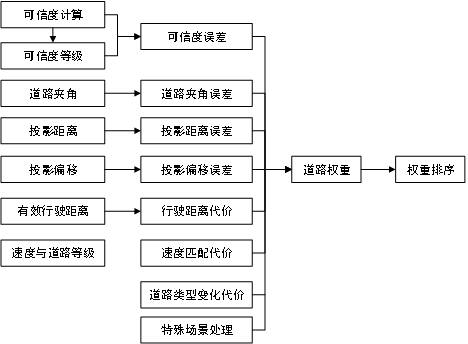 可信度计算
可信度误差
可信度等级
道路夹角
道路夹角误差
投影距离
投影距离误差
投影偏移
投影偏移误差
道路权重
权重排序
有效行驶距离
行驶距离代价
速度与道路等级
速度匹配代价
道路类型变化代价
特殊场景处理